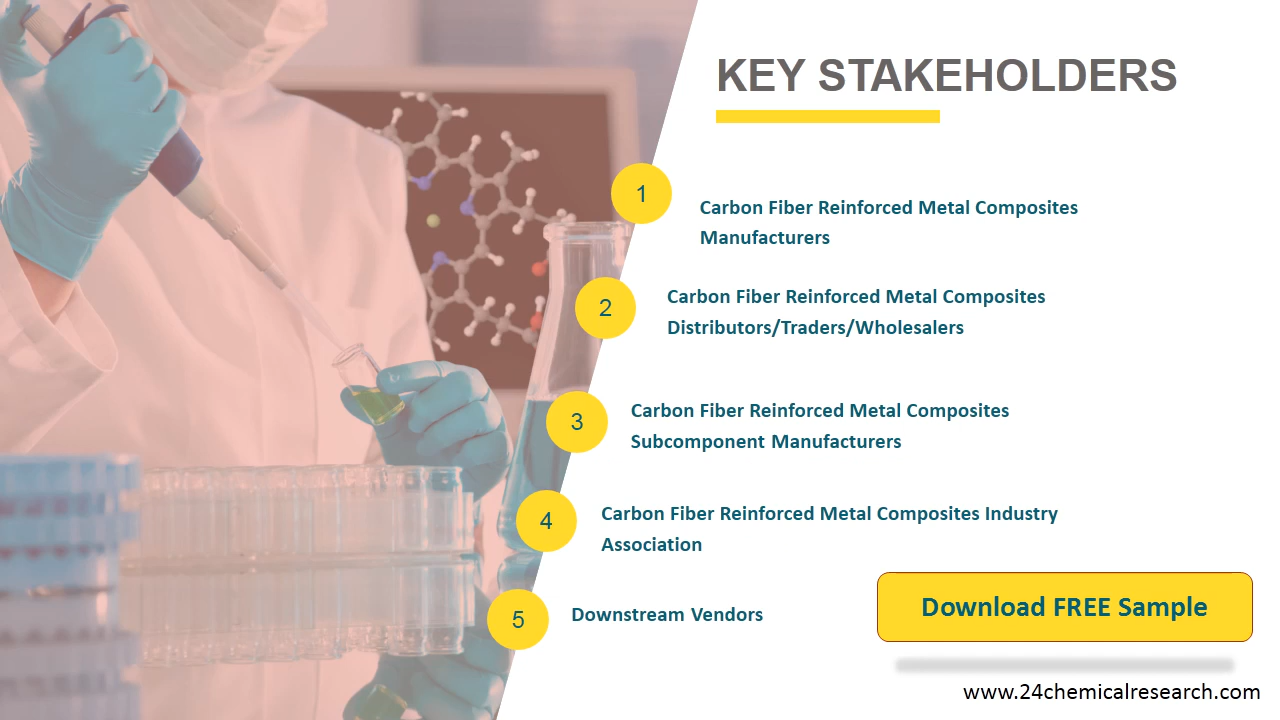 KEY STAKEHOLDERS
1
Carbon Fiber Reinforced Metal Composites
Manufacturers
2
Carbon Fiber Reinforced Metal Composites
Distributors/Traders/Wholesalers
3
Carbon Fiber Reinforced Metal Composites
Subcomponent Manufacturers
4
Carbon Fiber Reinforced Metal Composites Industry
Association
5
Downstream Vendors
Download FREE Sample
www.24chemicalresearch.com